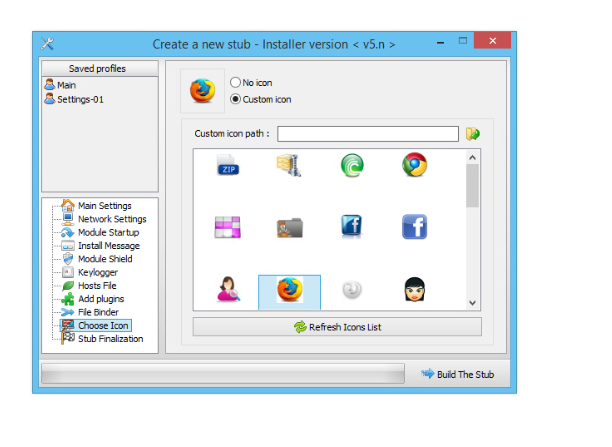 Create a new stub - Installer version < v5.n >
Saved profiles
Main
Settings-01
No icon
Custom icon
Custom icon path :
ZIP
Main Settings
Network Settings
Module Startup
Install Message
Module Shield
Keylogger
Hosts File
Add plugins
File Binder
Choose Icon
Stub Finalization
Refresh Icons List
Build The Stub